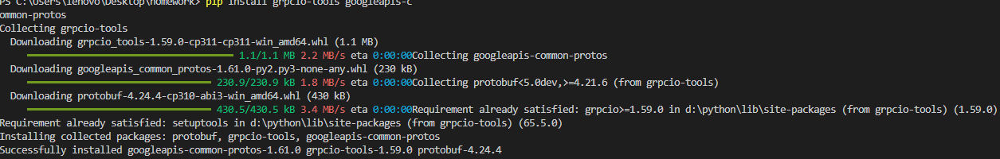 PS C:\Users\lenovo\Desktop\homework> pip install grpcio-tools googleapis-c
ommon-protos
Collecting grpcio-tools
Downloading grpcio_tools-1.59.0-cp311-cp311-win_amd64.whl (1.1 MB)
1.1/1.1 MB 2.2 MB/s eta 0:00:00Collecting googleapis-common-protos
Downloading googleapis_common_protos-1.61.0-py2.py3-none-any.whl (230 kB)
230.9/230.9 kB 1.8 MB/s eta 0:00:00Collecting protobuf<5.0dev,>=4.21.6 (from grpcio-tools)
Downloading protobuf-4.24.4-cp310-abi3-win_amd64.whl (430 kB)
430.5/430.5 kB 3.4 MB/s eta 0:00:00Requirement already satisfied: grpcio>=1.59.0 in d:\python\lib\site-packages (from grpcio-tools) (1.59.0)
Requirement already satisfied: setuptools in d:\python\lib\site-packages (from grpcio-tools) (65.5.0)
Installing collected packages: protobuf, grpcio-tools, googleapis-common-protos
Successfully installed googleapis-common-protos-1.61.0 grpcio-tools-1.59.0 protobuf-4.24.4